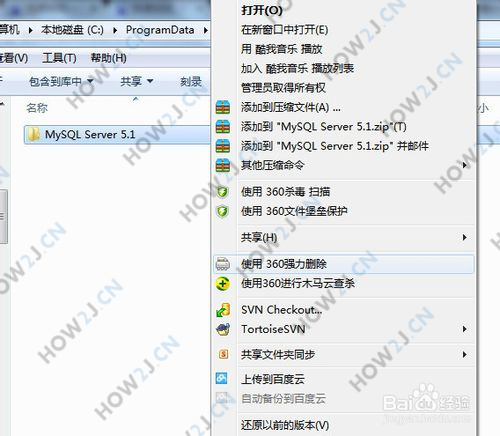 算机 ▸ 本地磁盘 (C:) ▸ ProgramData ▸
查看(V) 工具(T) 帮助(H)
包含到库中 ▾ 共享 ▾ 刻录
名称
小
MySQL Server 5.1
打开(O)
在新窗口中打开(E)
用 酷我音乐 播放
加入 酷我音乐 播放列表
管理员取得所有权
添加到压缩文件(A) ...
添加到 "MySQL Server 5.1.zip"(T)
添加到 "MySQL Server 5.1.zip" 并邮件
其他压缩命令
使用 360杀毒 扫描
使用 360文件堡垒保护
共享(H)
使用 360强力删除
使用360进行木马云查杀
SVN Checkout...
TortoiseSVN
共享文件夹同步
上传到百度云
自动备份到百度云
还原以前的版本(V)
HOW2J.CN
HOW2J.CN
HOW2J.CN
HOW2J.CN
HOW2J.CN
HOW2J.CN
Baidu 经验